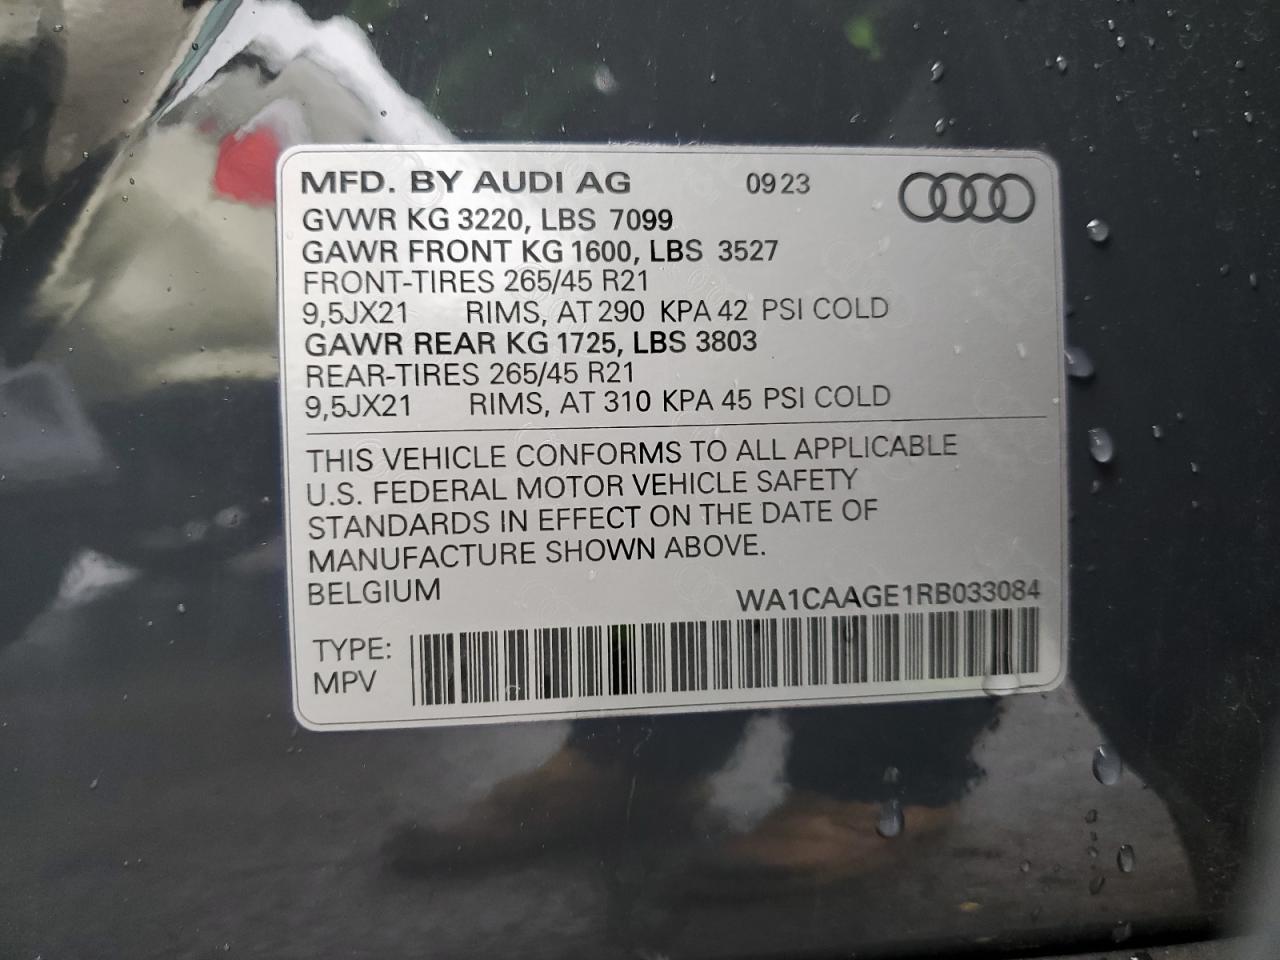 MFD. BY AUDI AG 0923
GVWR KG 3220, LBS 7099
GAWR FRONT KG 1600, LBS 3527
FRONT-TIRES 265/45 R21
9,5JX21 RIMS, AT 290 KPA 42 PSI COLD
GAWR REAR KG 1725, LBS 3803
REAR-TIRES 265/45 R21
9,5JX21 RIMS, AT 310 KPA 45 PSI COLD
THIS VEHICLE CONFORMS TO ALL APPLICABLE
U.S. FEDERAL MOTOR VEHICLE SAFETY
STANDARDS IN EFFECT ON THE DATE OF
MANUFACTURE SHOWN ABOVE.
BELGIUM WA1CAAGE1RB033084
TYPE:
MPV